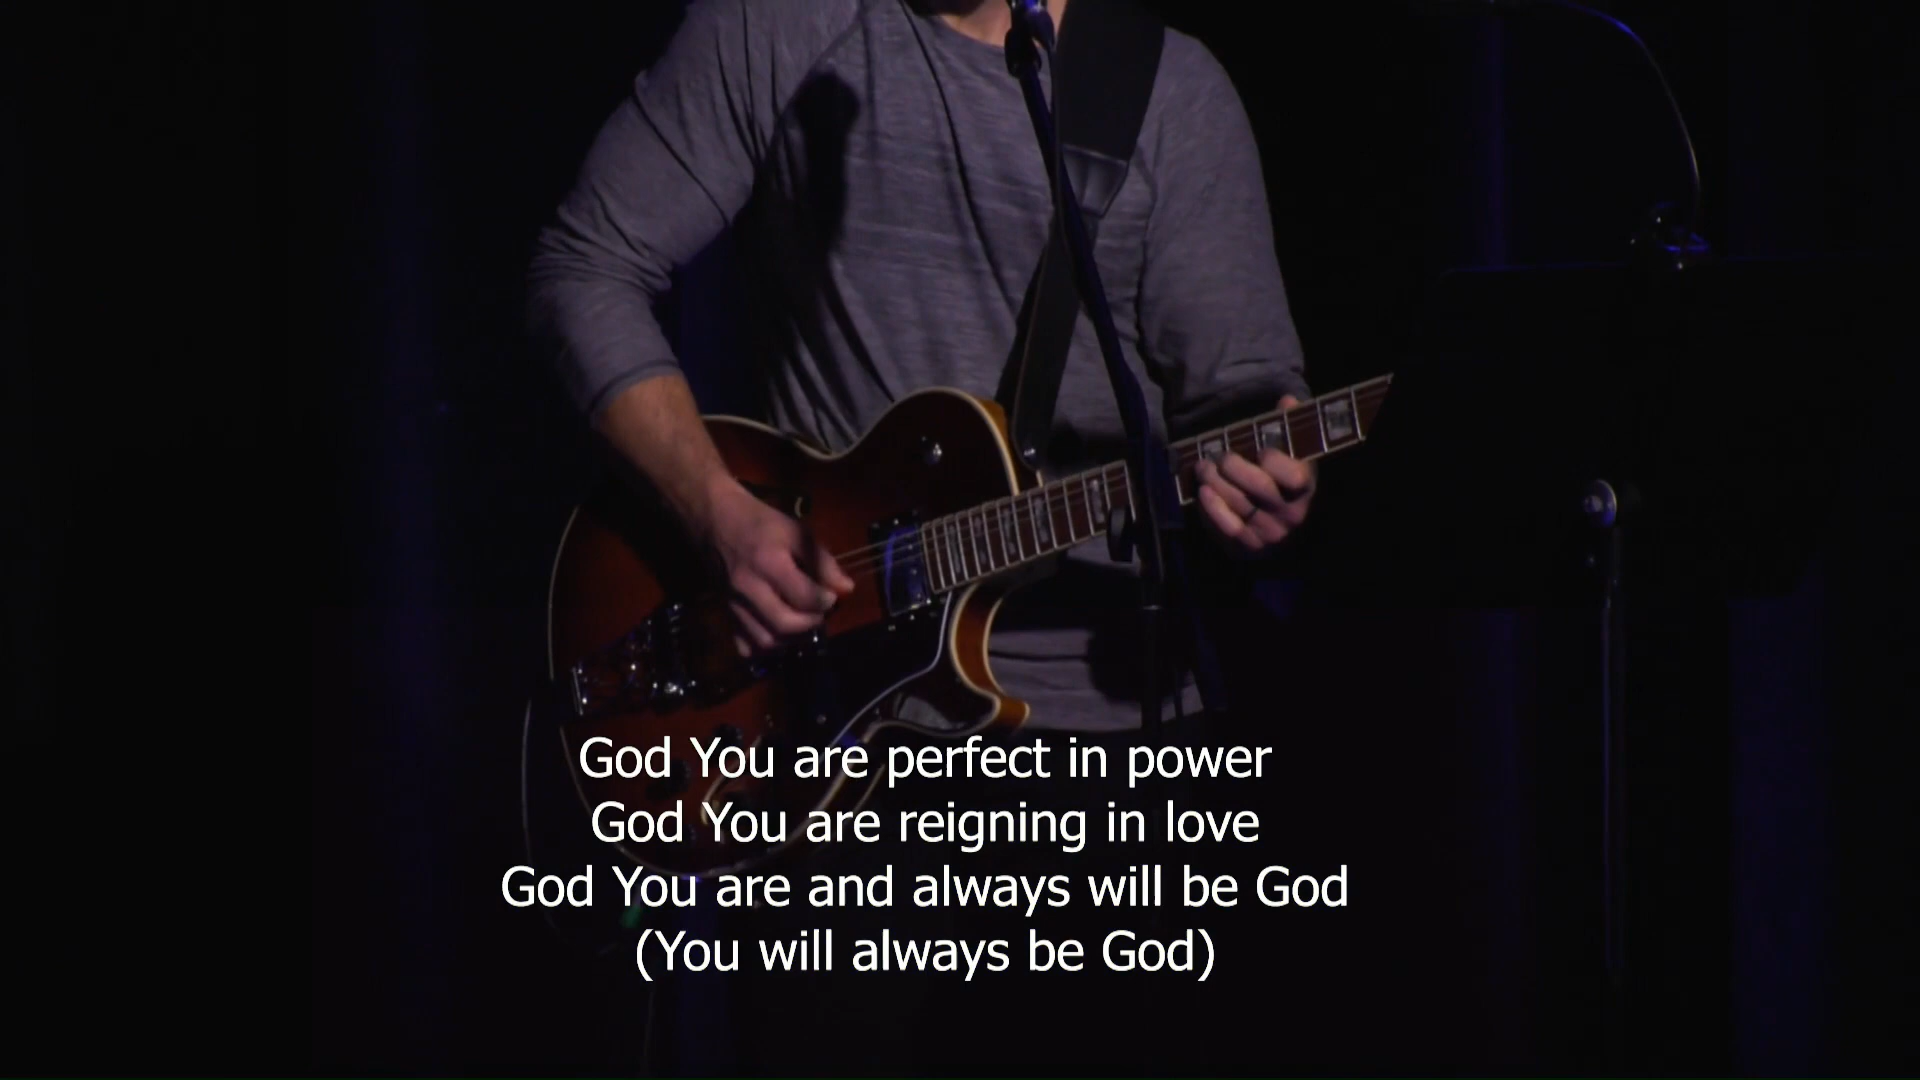 God You are perfect in power
God You are reigning in love
God You are and always will be God
(You will always be God)